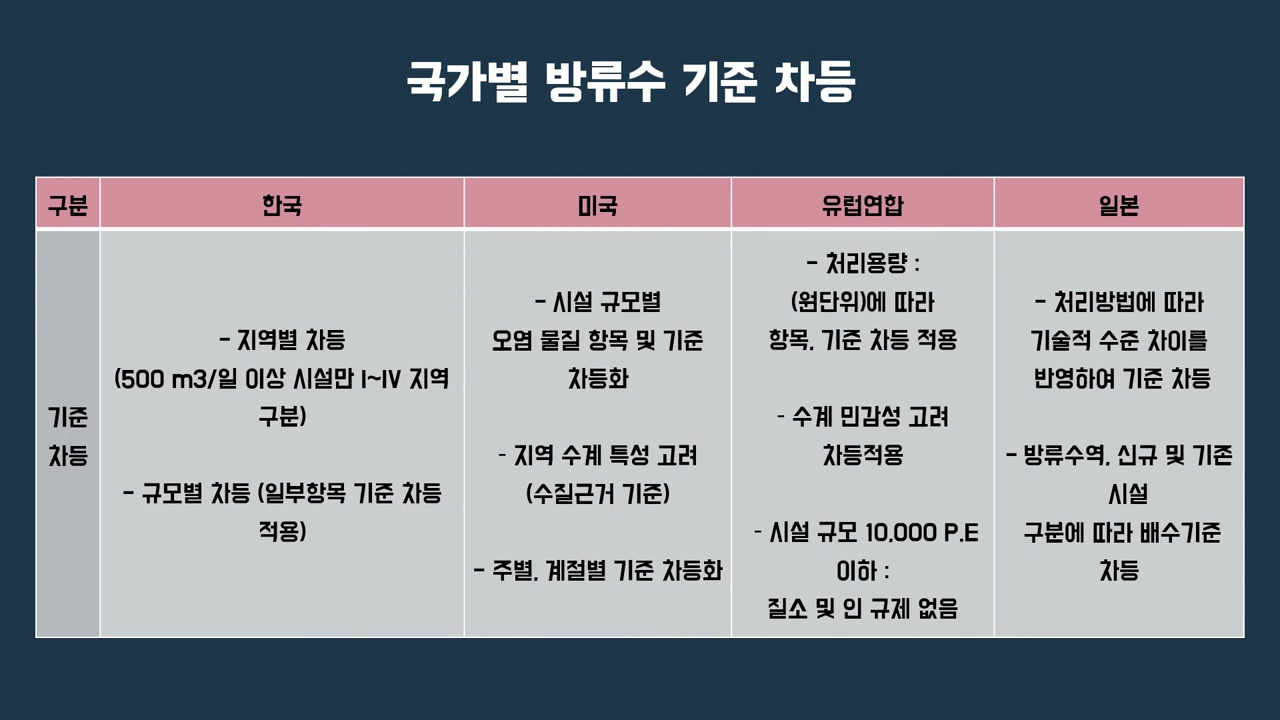 국가별 방류수 기준 차등
구분
한국
미국
유럽연합
일본
기준
차등
- 지역별 차등
(500 m3/일 이상 시설만 I~IV 지역
구분)
- 규모별 차등 (일부항목 기준 차등
적용)
- 시설 규모별
오염 물질 항목 및 기준
차등화
- 지역 수계 특성 고려
(수질근거 기준)
- 주별, 계절별 기준 차등화
- 처리용량 :
(원단위)에 따라
항목, 기준 차등 적용
- 수계 민감성 고려
차등적용
- 시설 규모 10,000 P.E
이하 :
질소 및 인 규제 없음
- 처리방법에 따라
기술적 수준 차이를
반영하여 기준 차등
- 방류수역, 신규 및 기존
시설
구분에 따라 배수기준
차등